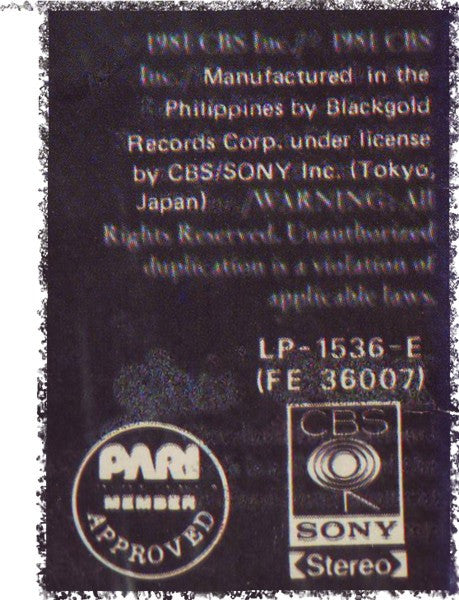 1981 CBS Inc./℗ 1981 CBS
Inc./ Manufactured in the
Philippines by Blackgold
Records Corp. under license
by CBS/SONY Inc. (Tokyo,
Japan) /WARNING: All
Rights Reserved. Unauthorized
duplication is a violation of
applicable laws.
LP-1536-E
(FE 36007)
PARI
MEMBER
APPROVED
CBS
SONY
Stereo